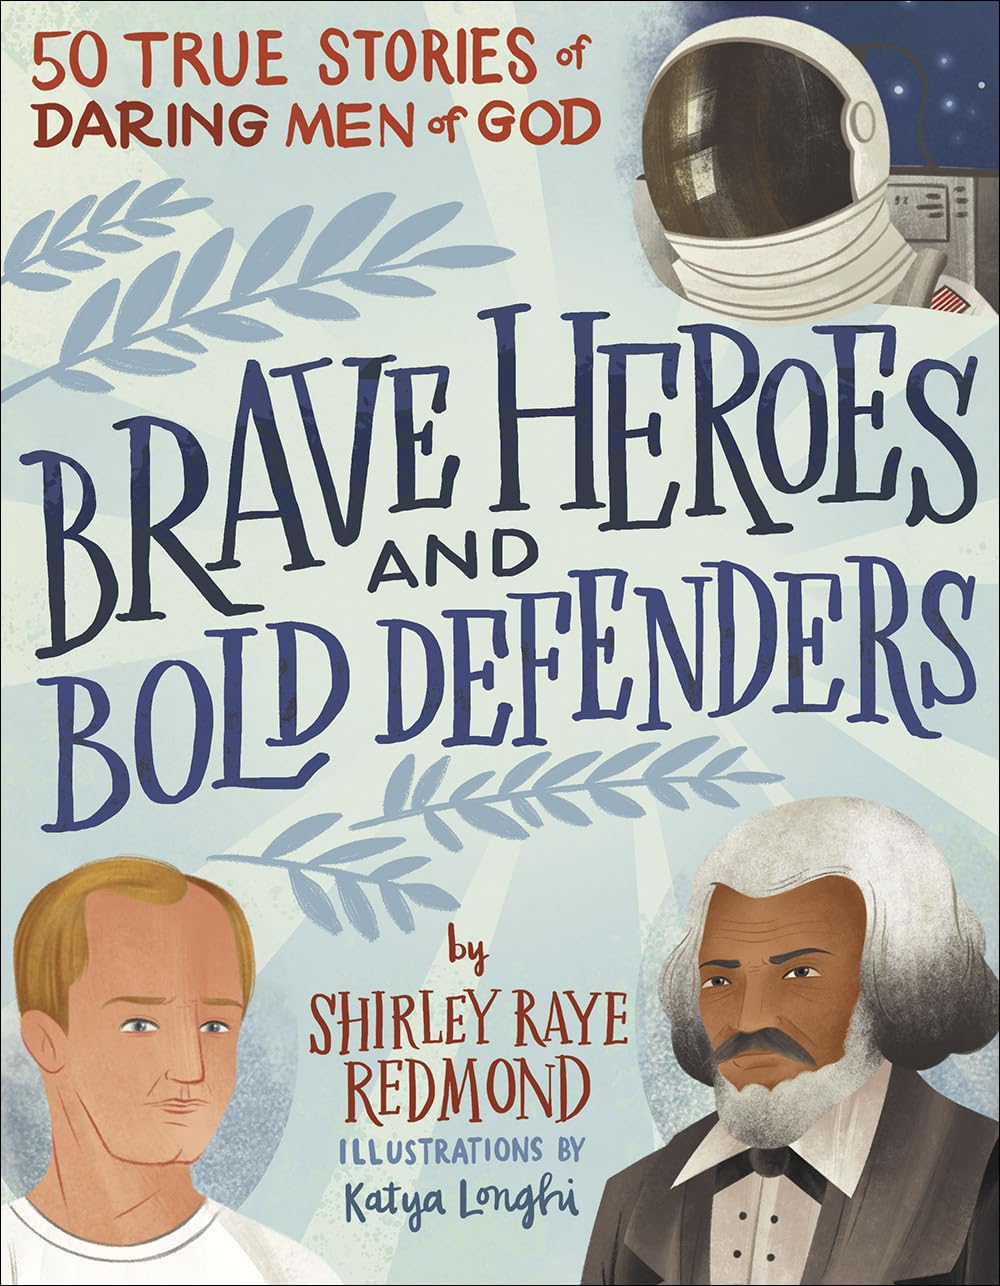 50 TRUE STORIES of
DARING MEN of GOD
BRAVE HEROES
AND
BOLD DEFENDERS
by
SHIRLEY RAYE
REDMOND
ILLUSTRATIONS BY
Katya Longhi